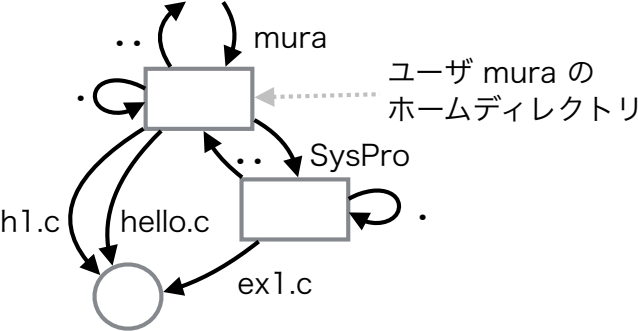 ..
mura
.
ユーザ mura の
ホームディレクトリ
..
SysPro
h1.c
hello.c
.
ex1.c